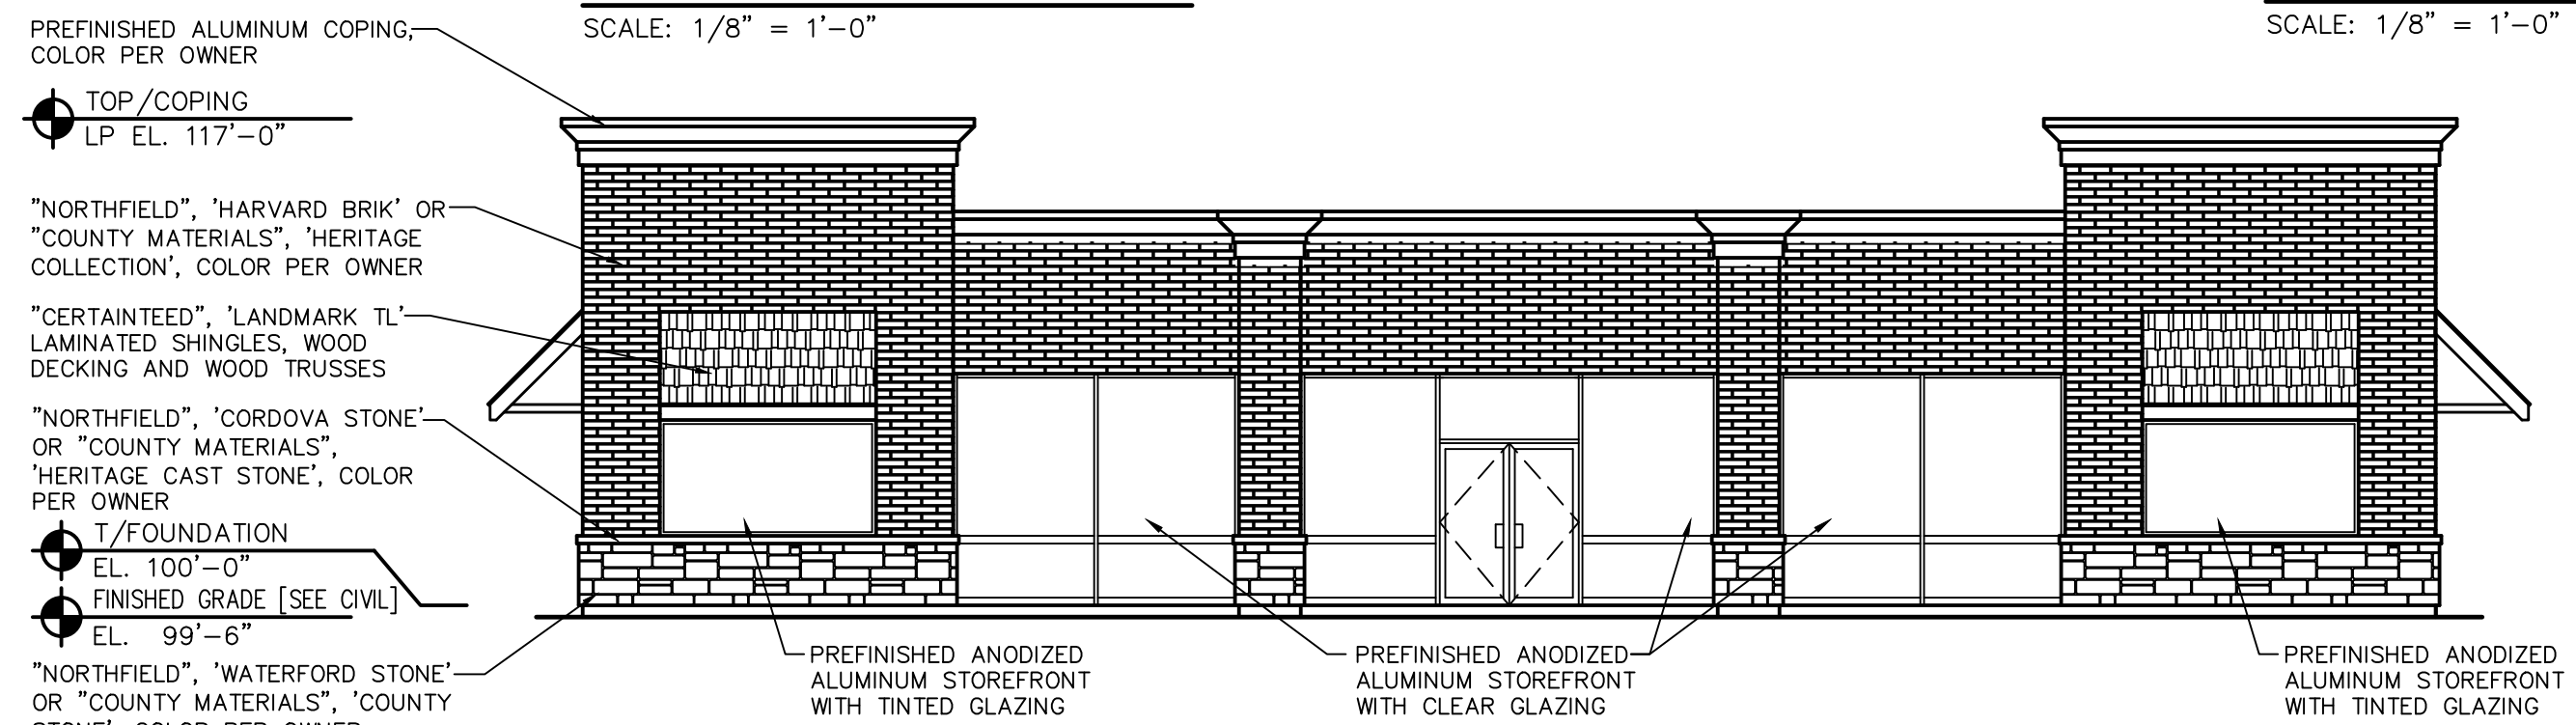 SCALE: 1/8" = 1'-0"
SCALE: 1/8" = 1'-0"
PREFINISHED ALUMINUM COPING,
COLOR PER OWNER
TOP/COPING
LP EL. 117'-0"
"NORTHFIELD", 'HARVARD BRIK' OR
"COUNTY MATERIALS", 'HERITAGE
COLLECTION', COLOR PER OWNER
"CERTAINTEED", 'LANDMARK TL'
LAMINATED SHINGLES, WOOD
DECKING AND WOOD TRUSSES
"NORTHFIELD", 'CORDOVA STONE'
OR "COUNTY MATERIALS",
'HERITAGE CAST STONE', COLOR
PER OWNER
T/FOUNDATION
EL. 100'-0"
FINISHED GRADE [SEE CIVIL]
EL. 99'-6"
"NORTHFIELD", 'WATERFORD STONE'
OR "COUNTY MATERIALS", 'COUNTY
STONE', COLOR PER OWNER
PREFINISHED ANODIZED
ALUMINUM STOREFRONT
WITH TINTED GLAZING
PREFINISHED ANODIZED
ALUMINUM STOREFRONT
WITH CLEAR GLAZING
PREFINISHED ANODIZED
ALUMINUM STOREFRONT
WITH TINTED GLAZING